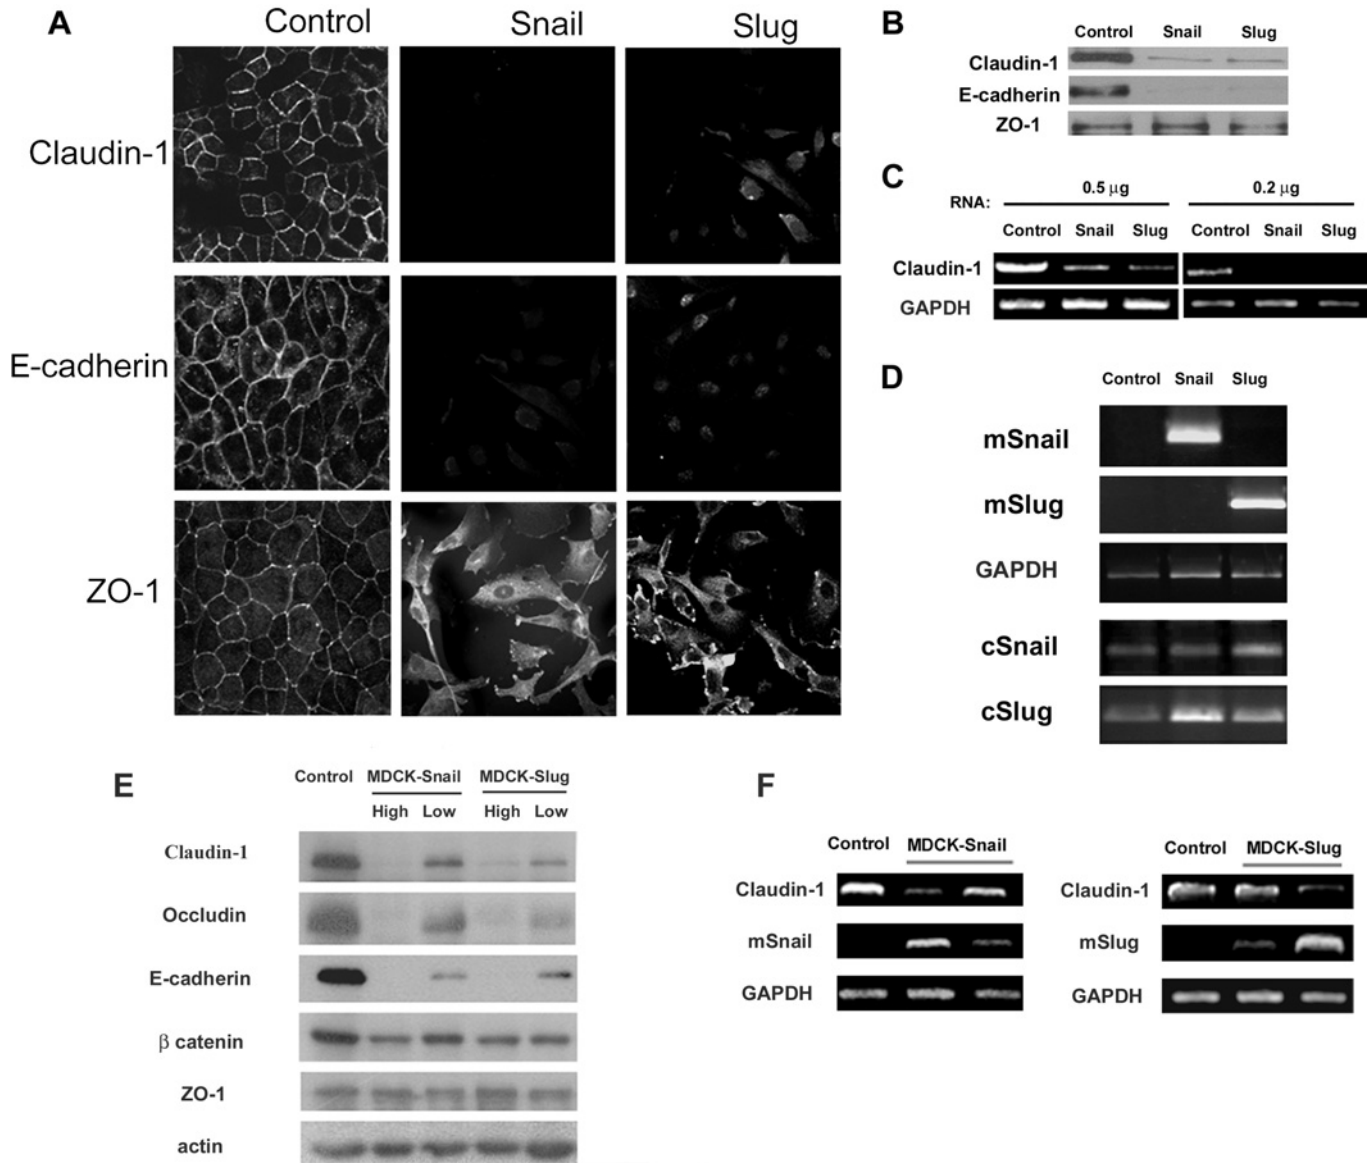 A
Control Snail Slug
Claudin-1
E-cadherin
ZO-1
B
Control Snail Slug
Claudin-1
E-cadherin
ZO-1
C
RNA: 0.5 μg 0.2 μg
Control Snail Slug Control Snail Slug
Claudin-1
GAPDH
D
Control Snail Slug
mSnail
mSlug
GAPDH
cSnail
cSlug
E
Control MDCK-Snail MDCK-Slug
High Low High Low
Claudin-1
Occludin
E-cadherin
β catenin
ZO-1
actin
F
Control MDCK-Snail
Claudin-1
mSnail
GAPDH
Control MDCK-Slug
Claudin-1
mSlug
GAPDH